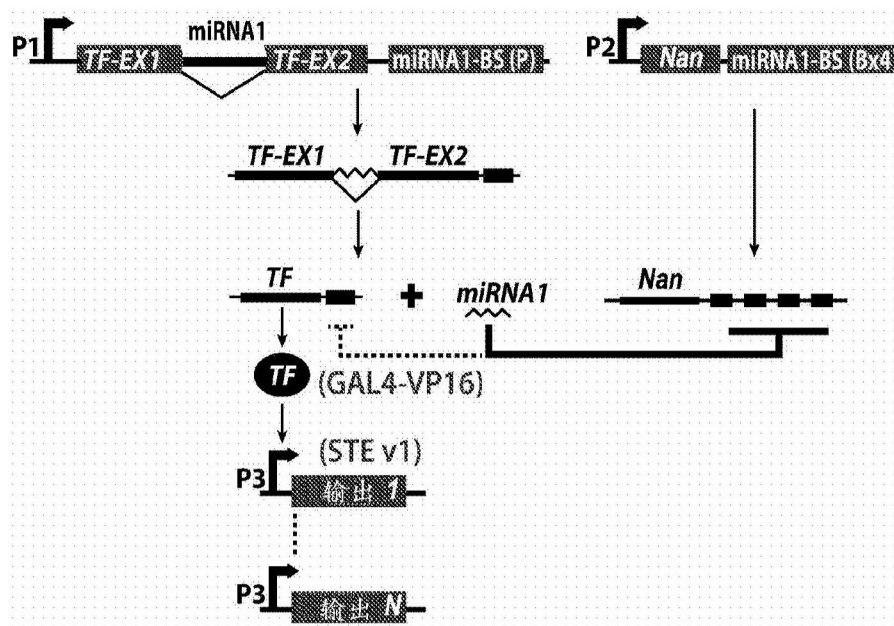 P1 TF-EX1 miRNA1 TF-EX2 miRNA1-BS (P)
P2 Nan miRNA1-BS (Bx4)
TF-EX1 TF-EX2
TF + miRNA1 Nan
TF (GAL4-VP16)
(STE v1)
P3 输出 1
P3 输出 N